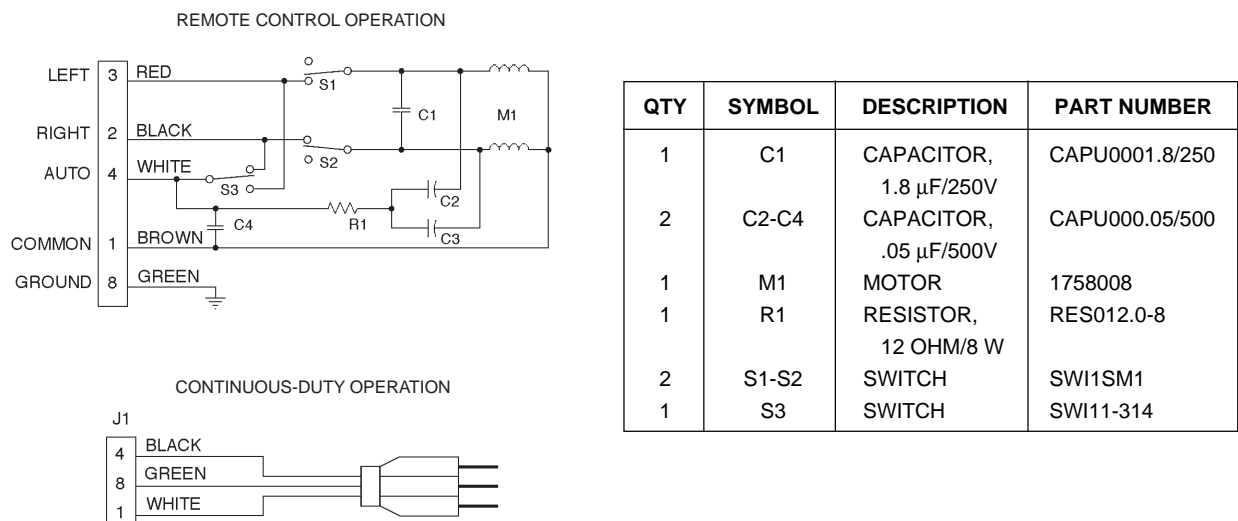 REMOTE CONTROL OPERATION
LEFT 3 RED
S1
C1
M1
RIGHT 2 BLACK
S2
AUTO 4 WHITE
S3
C2
C4
R1
C3
COMMON 1 BROWN
GROUND 8 GREEN
CONTINUOUS-DUTY OPERATION
J1
4 BLACK
8 GREEN
1 WHITE
QTY SYMBOL DESCRIPTION PART NUMBER
1 C1 CAPACITOR, CAPU0001.8/250
1.8 µF/250V
2 C2-C4 CAPACITOR, CAPU000.05/500
.05 µF/500V
1 M1 MOTOR 1758008
1 R1 RESISTOR, RES012.0-8
12 OHM/8 W
2 S1-S2 SWITCH SWI1SM1
1 S3 SWITCH SWI11-314